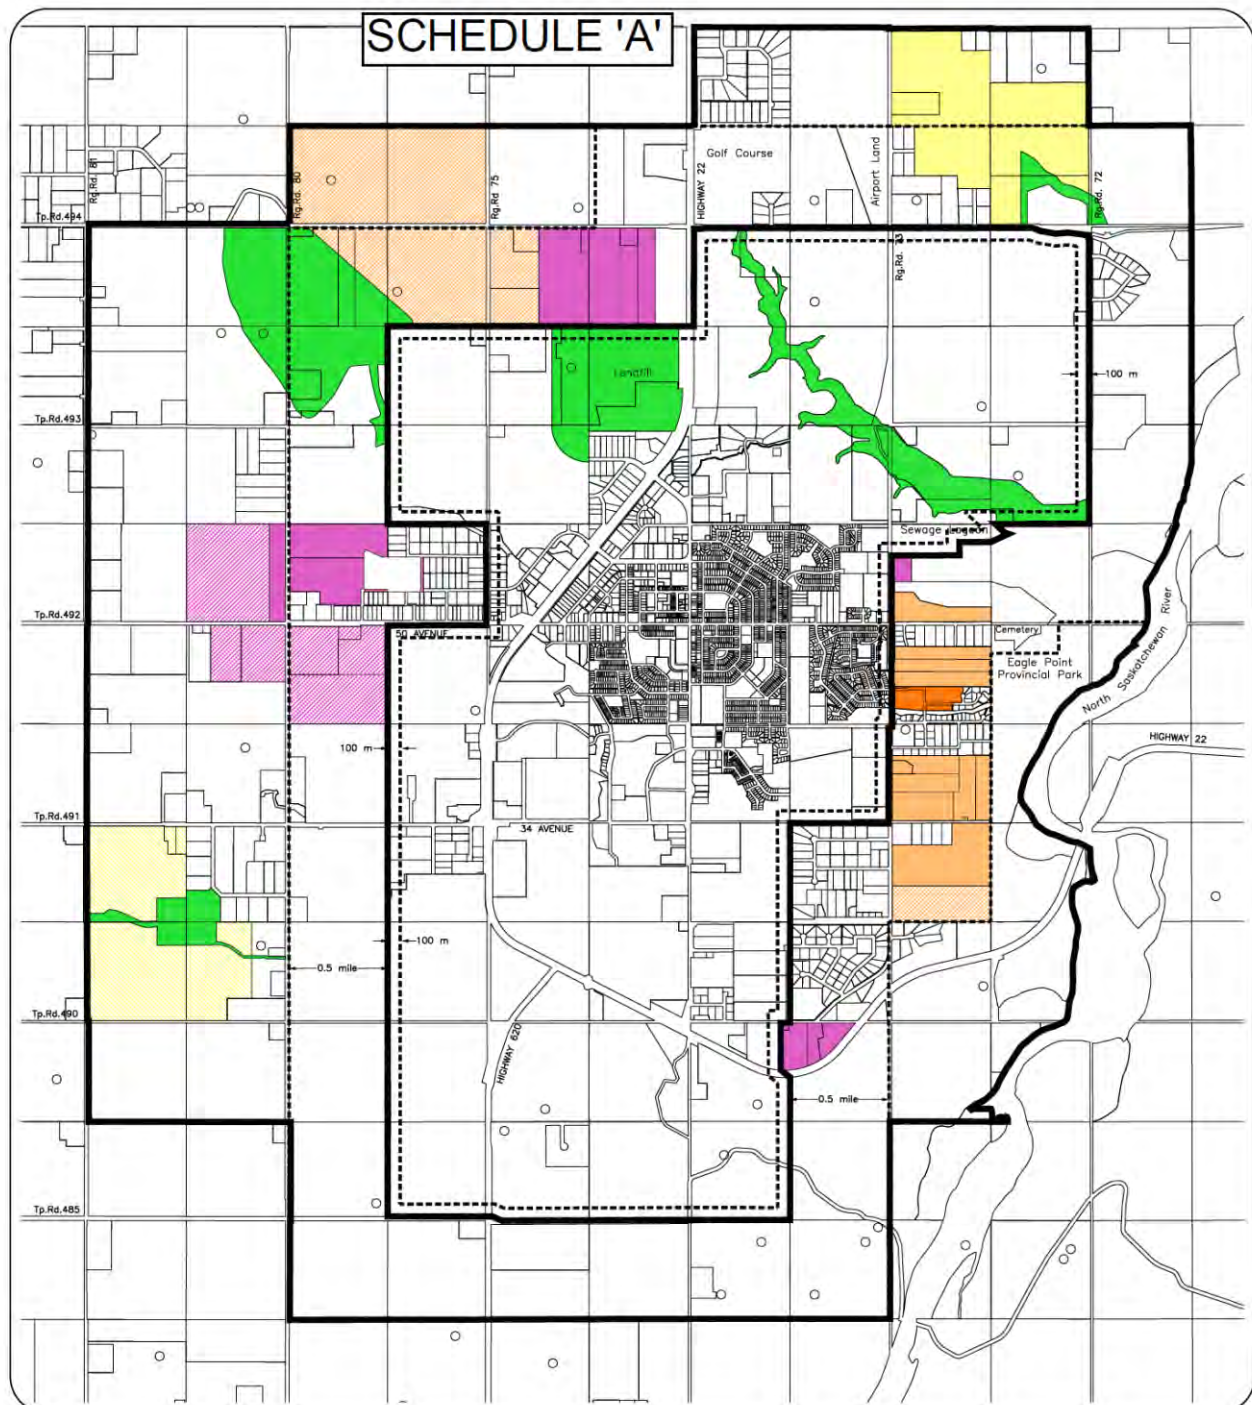 SCHEDULE 'A'
Golf Course
Airport Land
HIGHWAY 22
Rg.Rd. 81
Rg.Rd. 80
Rg.Rd 75
Rg.Rd. 72
Tp.Rd.494
Rg.Rd. 73
Landfill
100 m
Tp.Rd.493
Sewage Lagoon
Tp.Rd.492
50 AVENUE
Cemetery
Eagle Point
Provincial Park
North Saskatchewan River
HIGHWAY 22
100 m
Tp.Rd.491
34 AVENUE
100 m
0.5 mile
Tp.Rd.490
HIGHWAY 620
0.5 mile
Tp.Rd.485